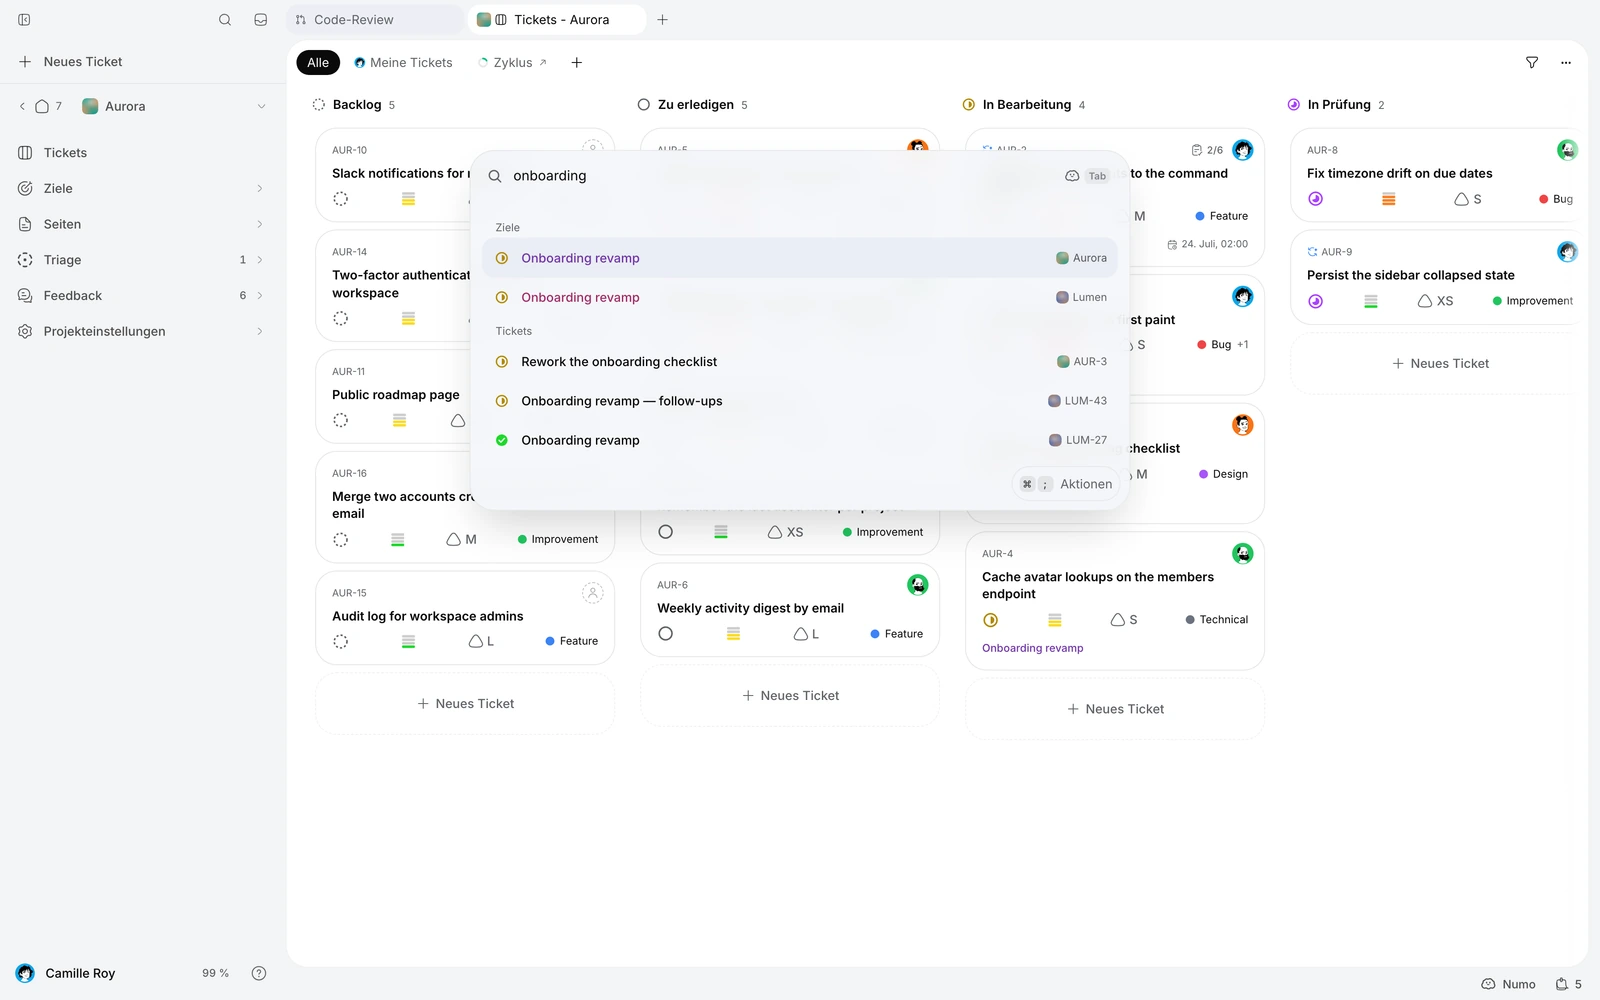 Code-Review
Tickets - Aurora
Neues Ticket
7
Aurora
Tickets
Ziele
Seiten
Triage
1
Feedback
6
Projekteinstellungen
Camille Roy
99 %
Alle
Meine Tickets
Zyklus
Backlog 5
AUR-10
Slack notifications for
AUR-14
Two-factor
workspace
AUR-11
Public roadmap page
AUR-16
Merge two accounts
email
M
Improvement
AUR-15
Audit log for workspace admins
L
Feature
Neues Ticket
Zu erledigen 5
AUR-5
XS
Improvement
AUR-6
Weekly activity digest by email
L
Feature
Neues Ticket
In Bearbeitung 4
AUR-2
2/6
to the command
M
Feature
24. Juli, 02:00
paint
S
Bug +1
checklist
M
Design
AUR-4
Cache avatar lookups on the members
endpoint
S
Technical
Onboarding revamp
Neues Ticket
In Prüfung 2
AUR-8
Fix timezone drift on due dates
S
Bug
AUR-9
Persist the sidebar collapsed state
XS
Improvement
Neues Ticket
onboarding
Tab
Ziele
Onboarding revamp
Aurora
Onboarding revamp
Lumen
Tickets
Rework the onboarding checklist
AUR-3
Onboarding revamp — follow-ups
LUM-43
Onboarding revamp
LUM-27
⌘ ; Aktionen
Numo
5